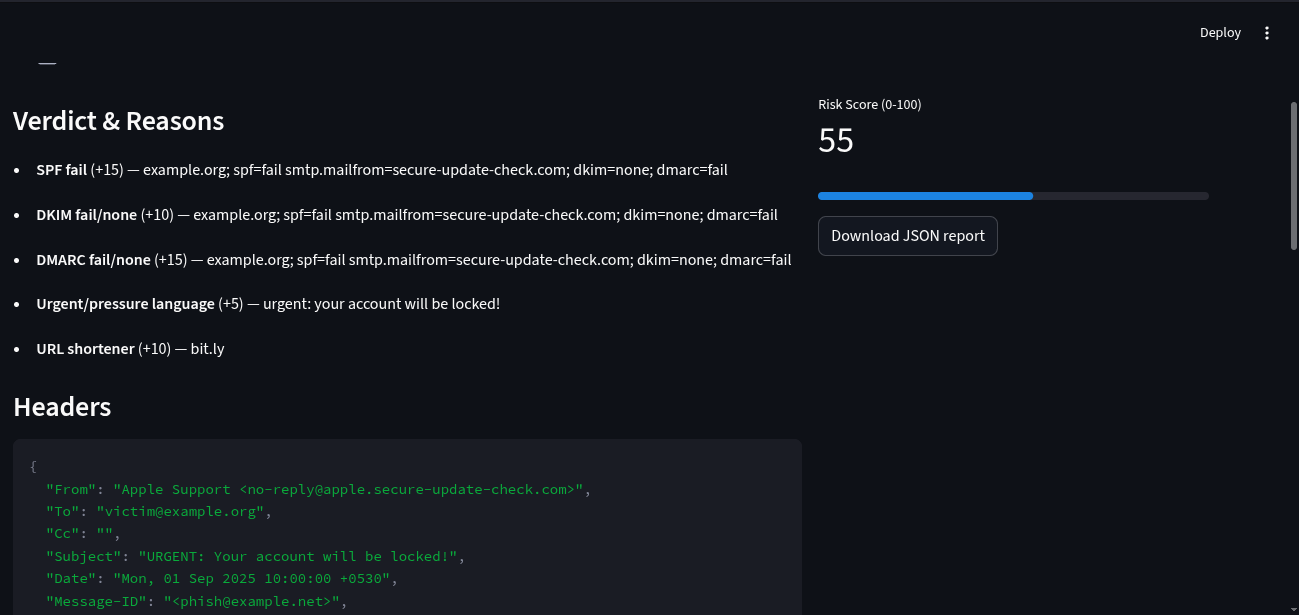 Deploy
Verdict & Reasons
Risk Score (0-100)
55
• SPF fail (+15) — example.org; spf=fail smtp.mailfrom=secure-update-check.com; dkim=none; dmarc=fail
• DKIM fail/none (+10) — example.org; spf=fail smtp.mailfrom=secure-update-check.com; dkim=none; dmarc=fail
Download JSON report
• DMARC fail/none (+15) — example.org; spf=fail smtp.mailfrom=secure-update-check.com; dkim=none; dmarc=fail
• Urgent/pressure language (+5) — urgent: your account will be locked!
• URL shortener (+10) — bit.ly
Headers
{
"From": "Apple Support <no-reply@apple.secure-update-check.com>",
"To": "victim@example.org",
"Cc": "",
"Subject": "URGENT: Your account will be locked!",
"Date": "Mon, 01 Sep 2025 10:00:00 +0530",
"Message-ID": "<phish@example.net>",